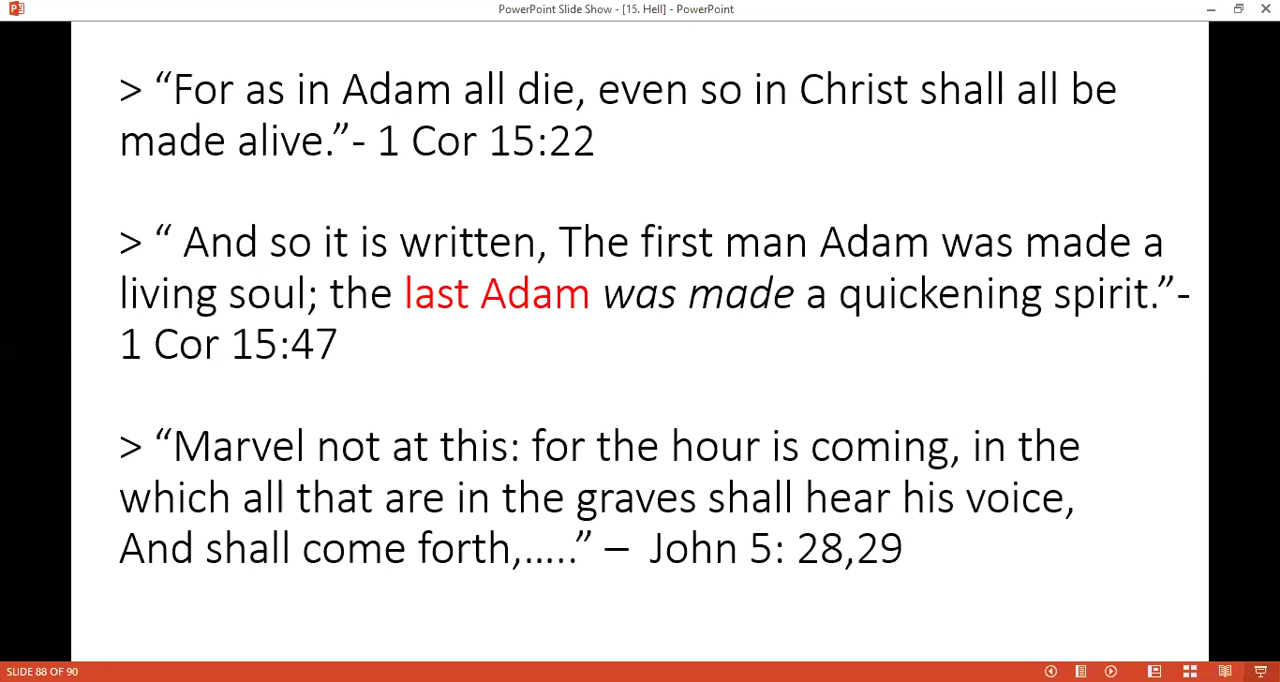 PowerPoint Slide Show - [15. Hell] - PowerPoint
> “For as in Adam all die, even so in Christ shall all be
made alive.”- 1 Cor 15:22
> “ And so it is written, The first man Adam was made a
living soul; the last Adam was made a quickening spirit.”-
1 Cor 15:47
> “Marvel not at this: for the hour is coming, in the
which all that are in the graves shall hear his voice,
And shall come forth,.....” – John 5: 28,29
SLIDE 88 OF 90